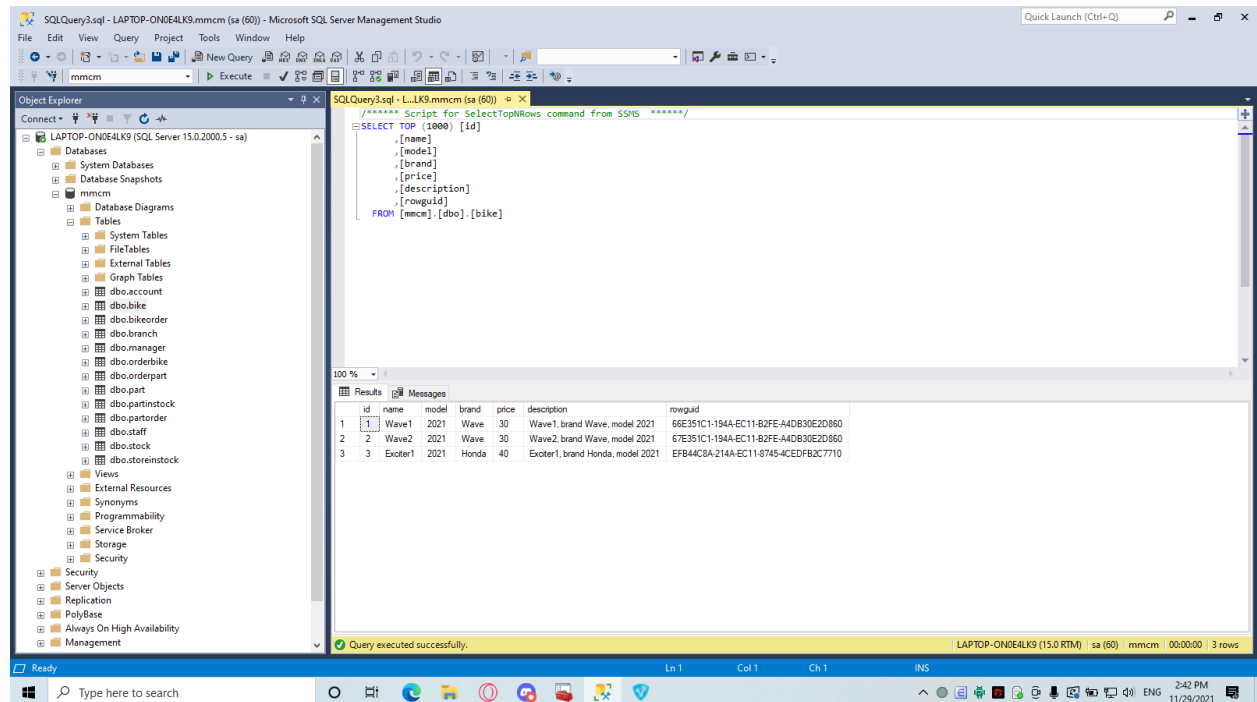 SQLQuery3.sql - LAPTOP-ON0E4LK9.mmcm (sa (60)) - Microsoft SQL Server Management Studio
Quick Launch (Ctrl+Q)
File Edit View Query Project Tools Window Help
New Query
mmcm
Execute
Object Explorer
Connect
LAPTOP-ON0E4LK9 (SQL Server 15.0.2000.5 - sa)
Databases
System Databases
Database Snapshots
mmcm
Database Diagrams
Tables
System Tables
FileTables
External Tables
Graph Tables
dbo.account
dbo.bike
dbo.bikeorder
dbo.branch
dbo.manager
dbo.orderbike
dbo.orderpart
dbo.part
dbo.partinstock
dbo.partorder
dbo.staff
dbo.stock
dbo.storeinstock
Views
External Resources
Synonyms
Programmability
Service Broker
Storage
Security
Security
Server Objects
Replication
PolyBase
Always On High Availability
Management
SQLQuery3.sql - L...LK9.mmcm (sa (60))
/****** Script for SelectTopNRows command from SSMS ******/
SELECT TOP (1000) [id]
,[name]
,[model]
,[brand]
,[price]
,[description]
,[rowguid]
FROM [mmcm].[dbo].[bike]
100 %
Results Messages
id name model brand price description rowguid
1 1 Wave1 2021 Wave 30 Wave1, brand Wave, model 2021 66E351C1-194A-EC11-B2FE-A4DB30E2D860
2 2 Wave2 2021 Wave 30 Wave2, brand Wave, model 2021 67E351C1-194A-EC11-B2FE-A4DB30E2D860
3 3 Exciter1 2021 Honda 40 Exciter1, brand Honda, model 2021 EFB44C8A-214A-EC11-8745-4CEDFB2C7710
Query executed successfully.
LAPTOP-ON0E4LK9 (15.0 RTM) sa (60) mmcm 00:00:00 3 rows
Ready Ln 1 Col 1 Ch 1 INS
Type here to search
ENG
2:42 PM
11/29/2021